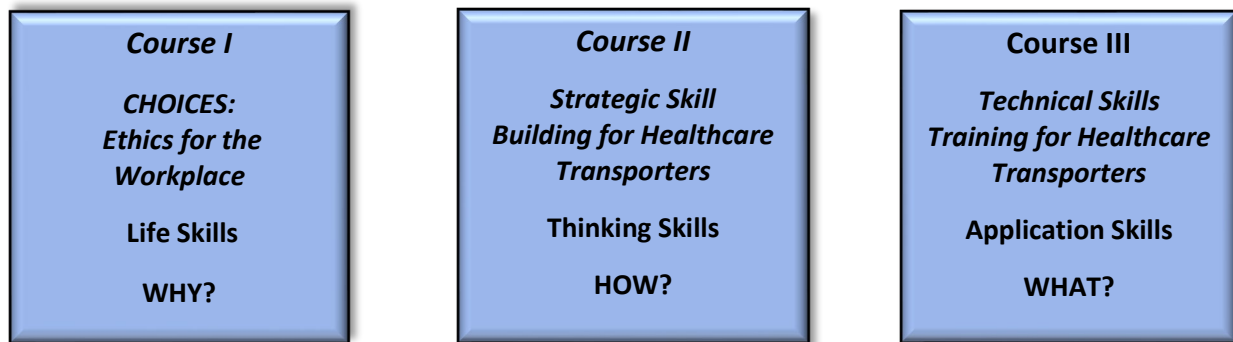 Course I
CHOICES:
Ethics for the
Workplace
Life Skills
WHY?
Course II
Strategic Skill
Building for Healthcare
Transporters
Thinking Skills
HOW?
Course III
Technical Skills
Training for Healthcare
Transporters
Application Skills
WHAT?